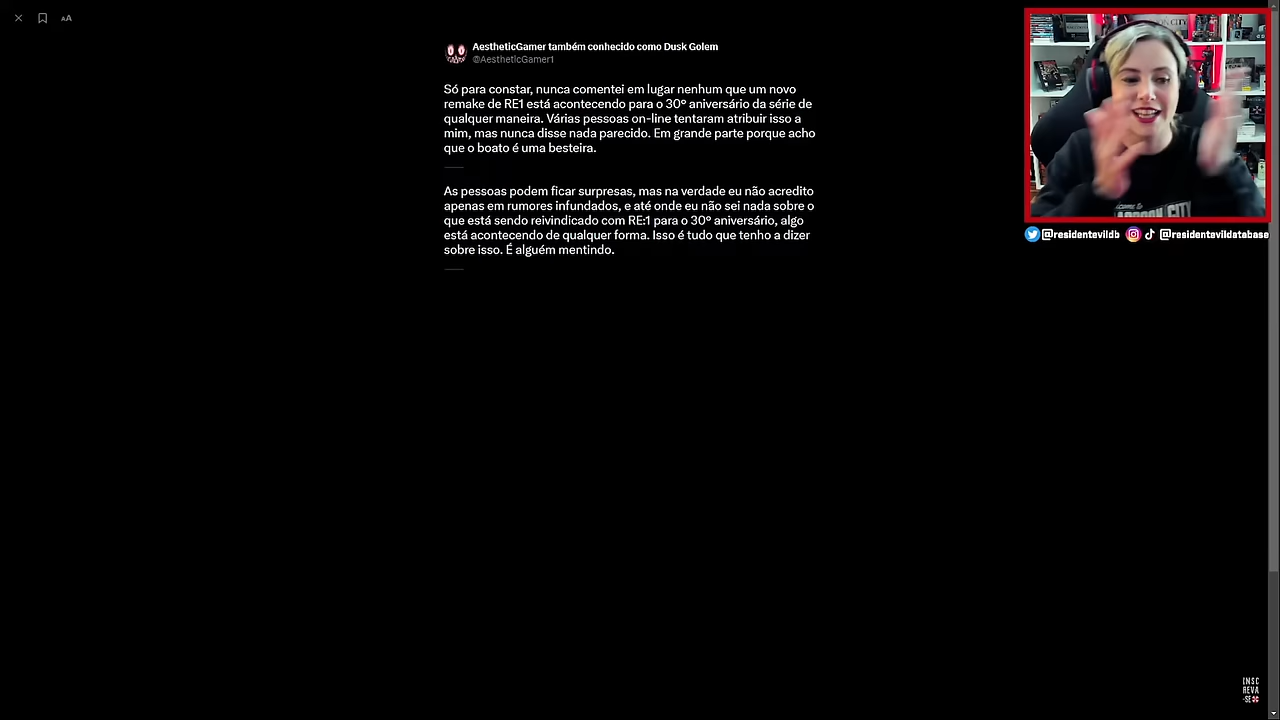 AA
AestheticGamer também conhecido como Dusk Golem
@AestheticGamer1
Só para constar, nunca comentei em lugar nenhum que um novo
remake de RE1 está acontecendo para o 30º aniversário da série de
qualquer maneira. Várias pessoas on-line tentaram atribuir isso a
mim, mas nunca disse nada parecido. Em grande parte porque acho
que o boato é uma besteira.
As pessoas podem ficar surpresas, mas na verdade eu não acredito
apenas em rumores infundados, e até onde eu não sei nada sobre o
que está sendo reivindicado com RE:1 para o 30º aniversário, algo
está acontecendo de qualquer forma. Isso é tudo que tenho a dizer
sobre isso. É alguém mentindo.
@residentevildb @residentevildatabase
INSC
REVA
-SE